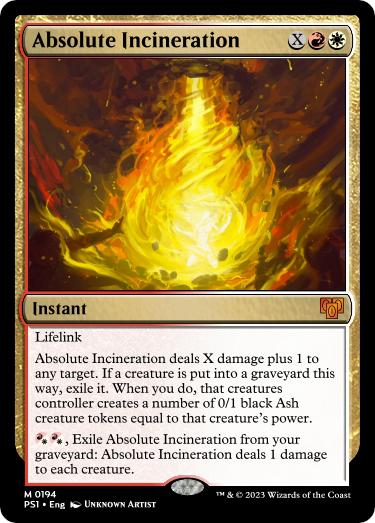 Absolute Incineration X
Instant
Lifelink
Absolute Incineration deals X damage plus 1 to
any target. If a creature is put into a graveyard this
way, exile it. When you do, that creatures
controller creates a number of 0/1 black Ash
creature tokens equal to that creature's power.
, Exile Absolute Incineration from your
graveyard: Absolute Incineration deals 1 damage
to each creature.
M 0194
PS1 • Eng Unknown Artist ™ & © 2023 Wizards of the Coast